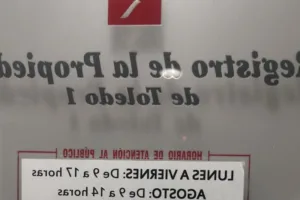 Registro de la Propied
de Toledo 1
HORARIO DE ATENCIÓN AL PÚBLICO
LUNES A VIERNES: De 9 a 17 horas
AGOSTO: De 9 a 14 horas